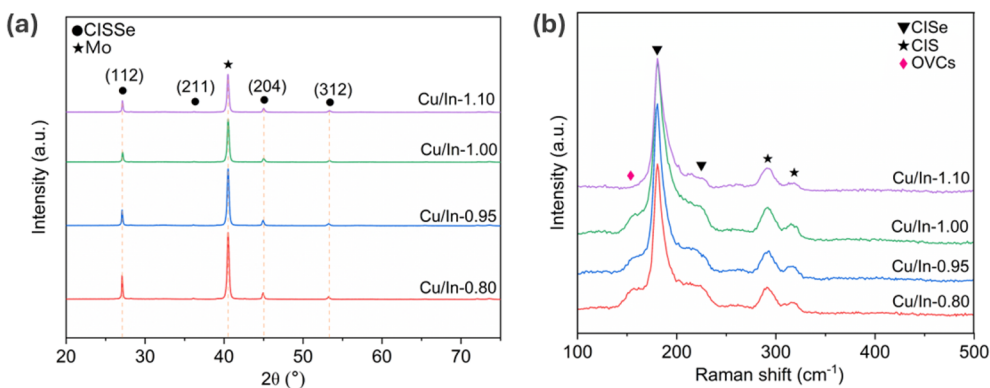 (a)
●CISSe
★Mo
(112)
(211)
(204)
(312)
Cu/In-1.10
Cu/In-1.00
Cu/In-0.95
Cu/In-0.80
Intensity (a.u.)
20 30 40 50 60 70
2θ (°)
(b)
▼CISe
★CIS
♦OVCs
Cu/In-1.10
Cu/In-1.00
Cu/In-0.95
Cu/In-0.80
Intensity (a.u.)
100 200 300 400 500
Raman shift (cm⁻¹)